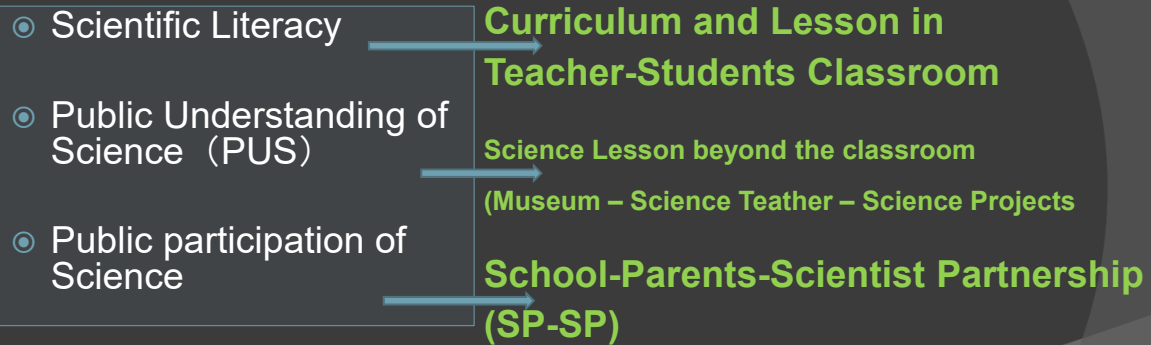 Scientific Literacy
Curriculum and Lesson in
Teacher-Students Classroom
Public Understanding of
Science（PUS）
Science Lesson beyond the classroom
(Museum – Science Teather – Science Projects
Public participation of
Science
School-Parents-Scientist Partnership
(SP-SP)